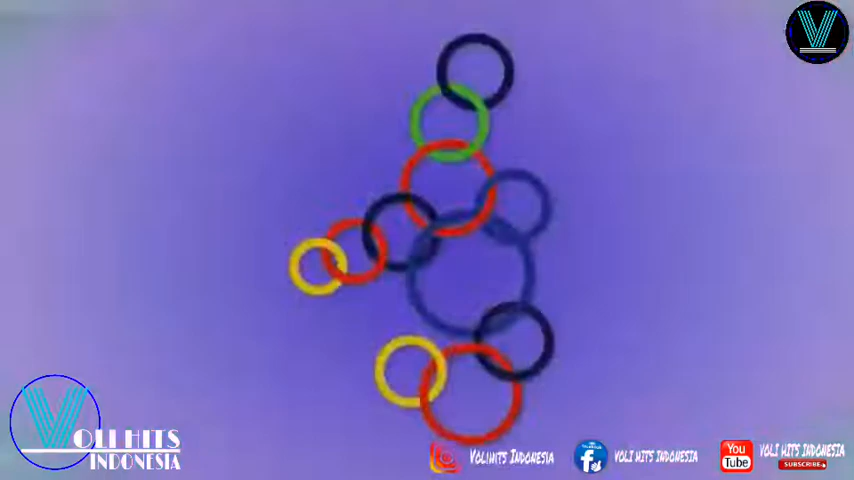 V
VOLI HITS
INDONESIA
VOLIHITS INDONESIA
VOLI HITS INDONESIA
You
Tube
VOLI HITS INDONESIA
SUBSCRIBE